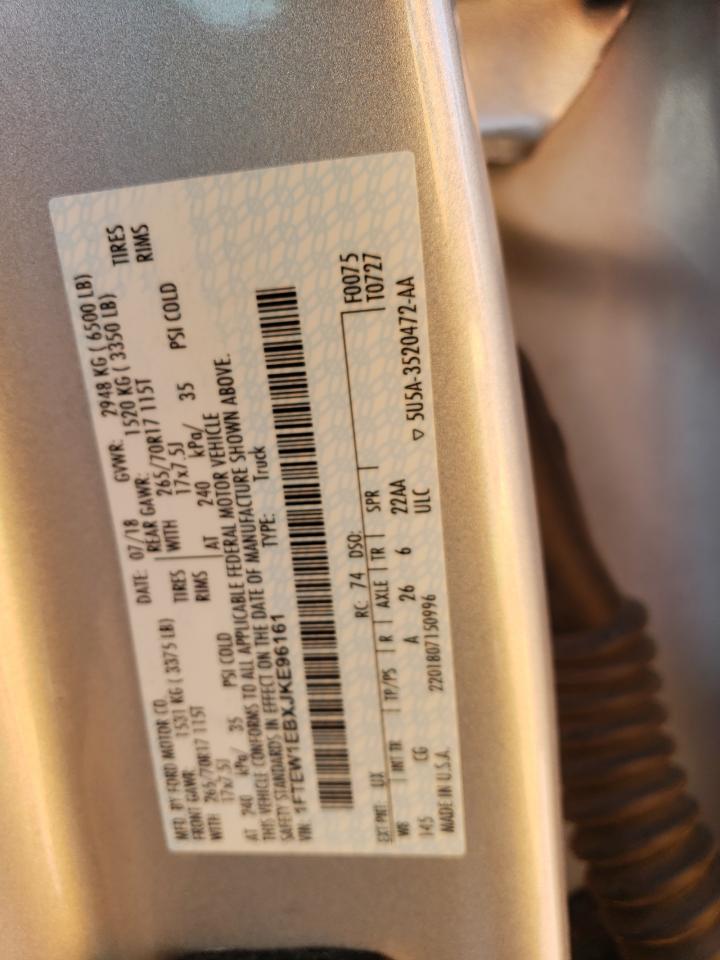 MFD. BY FORD MOTOR CO. DATE: 07/18 GVWR: 2948 KG ( 6500 LB)
FRONT GAWR: 1531 KG ( 3375 LB) REAR GAWR: 1520 KG ( 3350 LB)
WITH 265/70R17 115T TIRES WITH 265/70R17 115T TIRES
17x7.5J RIMS 17x7.5J RIMS
AT 240 kPa/ 35 PSI COLD AT 240 kPa/ 35 PSI COLD
THIS VEHICLE CONFORMS TO ALL APPLICABLE FEDERAL MOTOR VEHICLE
SAFETY STANDARDS IN EFFECT ON THE DATE OF MANUFACTURE SHOWN ABOVE.
VIN: 1FTEW1EBXJKE96161 TYPE: Truck
F0075
EXT PNT: UX RC: 74 DSO: T0727
WB INT TR TP/PS R AXLE TR SPR
145 CG A 26 6 22AA
MADE IN U.S.A. 2201807150996 ULC 5U5A-3520472-AA